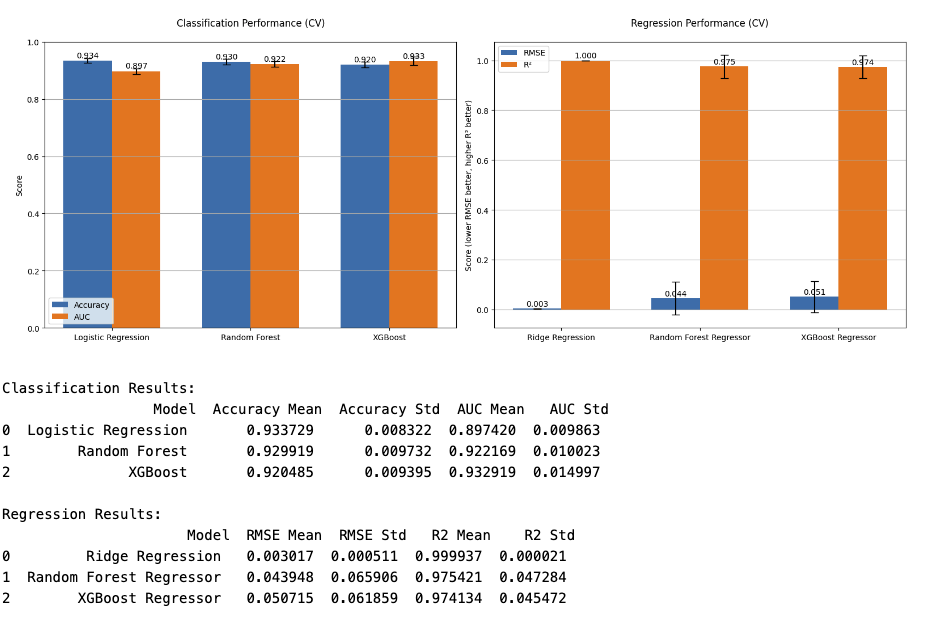 Classification Performance (CV)
1.0
0.8
0.6
0.4
0.2
0.0
Score
0.934
0.897
0.930
0.922
0.920
0.933
Accuracy
AUC
Logistic Regression
Random Forest
XGBoost
Regression Performance (CV)
1.0
0.8
0.6
0.4
0.2
0.0
Score (lower RMSE better, higher R² better)
RMSE
R²
0.003
1.000
0.044
0.975
0.051
0.974
Ridge Regression
Random Forest Regressor
XGBoost Regressor
Classification Results:
Model Accuracy Mean Accuracy Std AUC Mean AUC Std
0 Logistic Regression 0.933729 0.008322 0.897420 0.009863
1 Random Forest 0.929919 0.009732 0.922169 0.010023
2 XGBoost 0.920485 0.009395 0.932919 0.014997
Regression Results:
Model RMSE Mean RMSE Std R2 Mean R2 Std
0 Ridge Regression 0.003017 0.000511 0.999937 0.000021
1 Random Forest Regressor 0.043948 0.065906 0.975421 0.047284
2 XGBoost Regressor 0.050715 0.061859 0.974134 0.045472